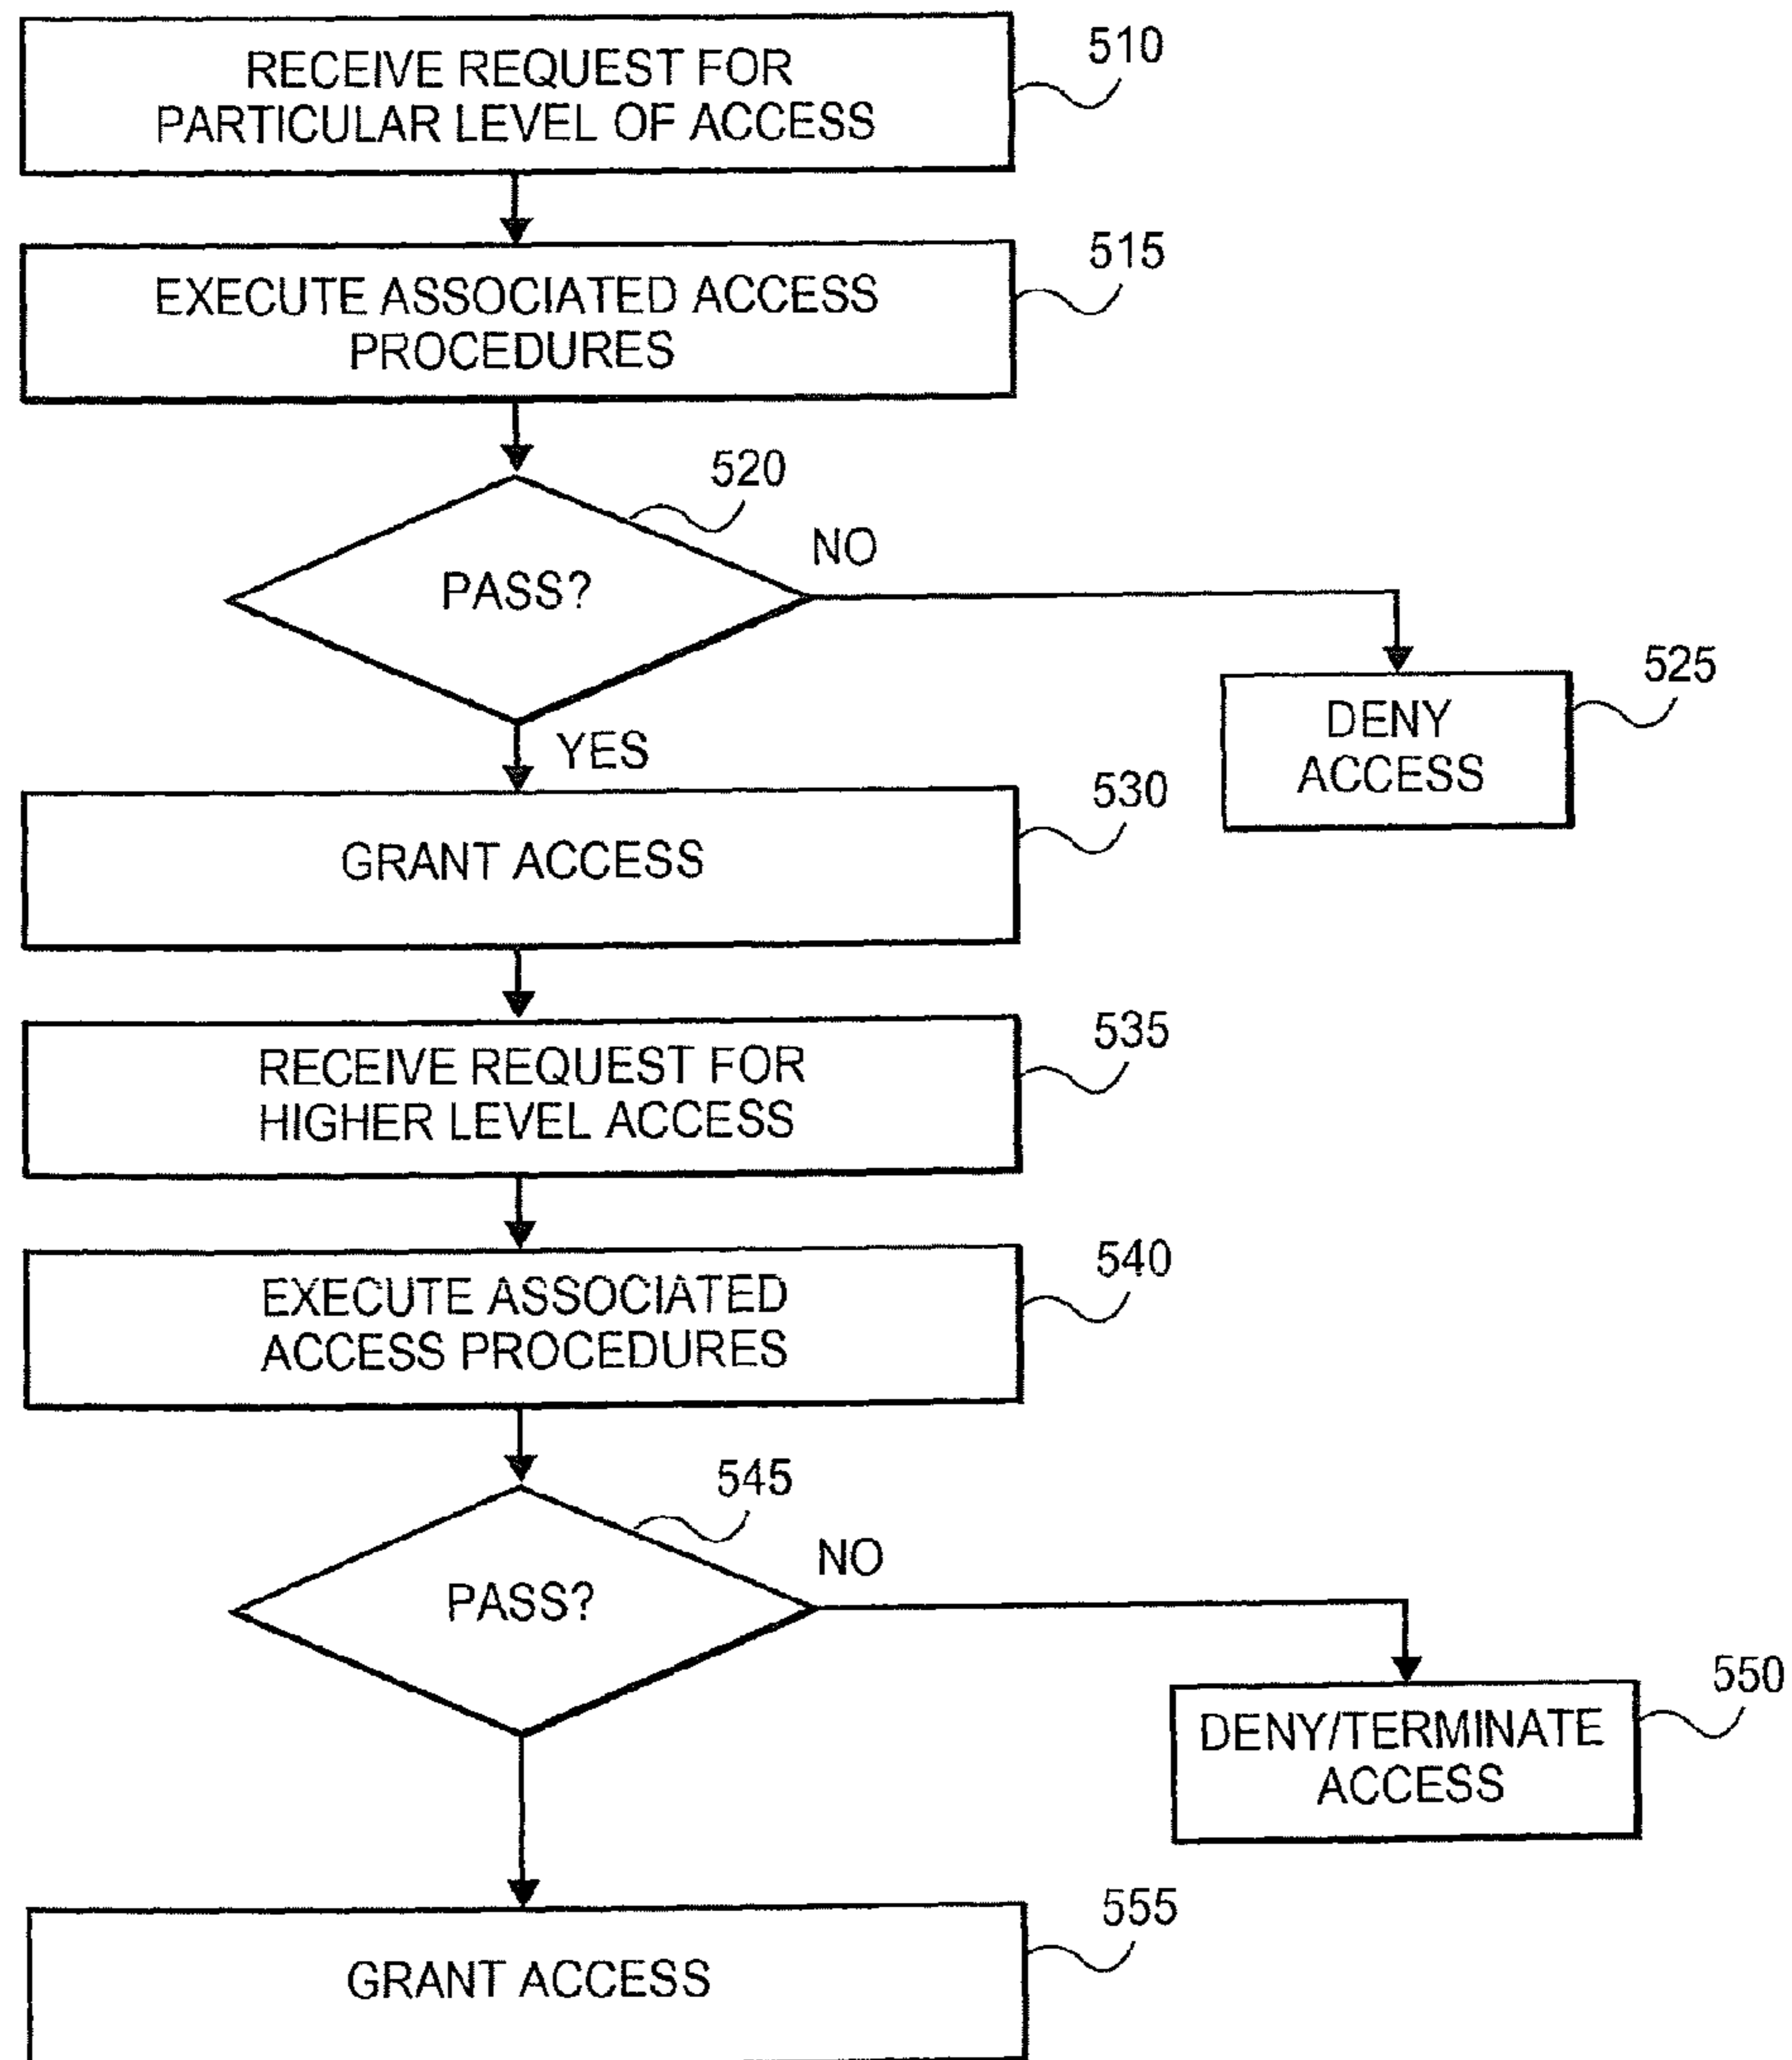 RECEIVE REQUEST FOR
PARTICULAR LEVEL OF ACCESS
510
EXECUTE ASSOCIATED ACCESS
PROCEDURES
515
520
PASS?
NO
YES
525
DENY
ACCESS
530
GRANT ACCESS
535
RECEIVE REQUEST FOR
HIGHER LEVEL ACCESS
540
EXECUTE ASSOCIATED
ACCESS PROCEDURES
545
PASS?
NO
550
DENY/TERMINATE
ACCESS
555
GRANT ACCESS